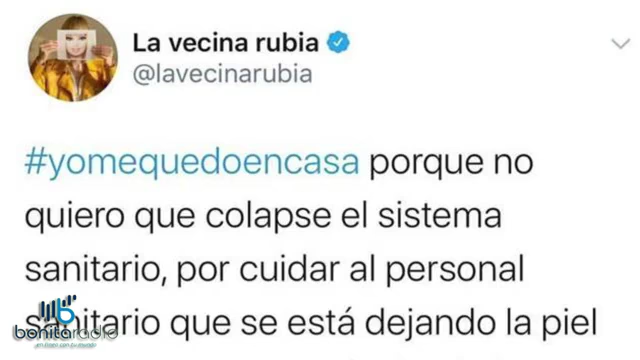 La vecina rubia
@lavecinarubia
#yomequedoencasa porque no
quiero que colapse el sistema
sanitario, por cuidar al personal
sanitario que se está dejando la piel
bonitaradio